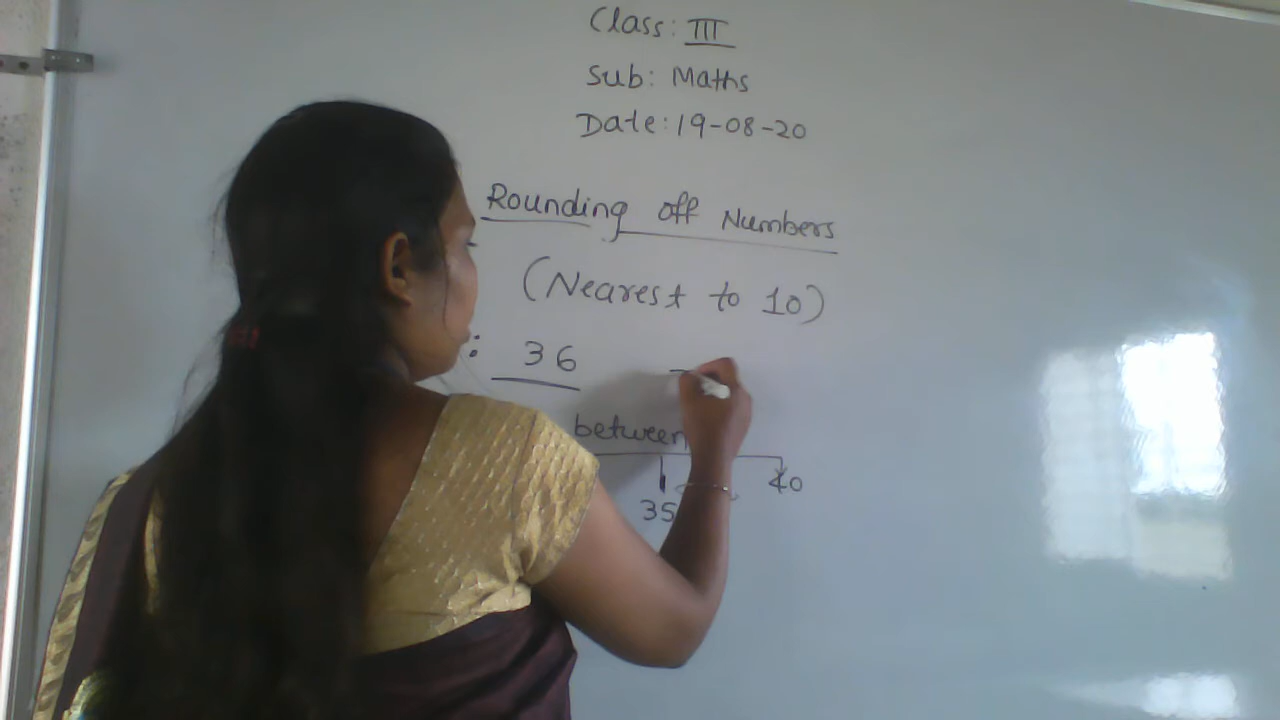 Class: III
Sub: Maths
Date: 19-08-20
Rounding off Numbers
(Nearest to 10)
: 36
between
35 40